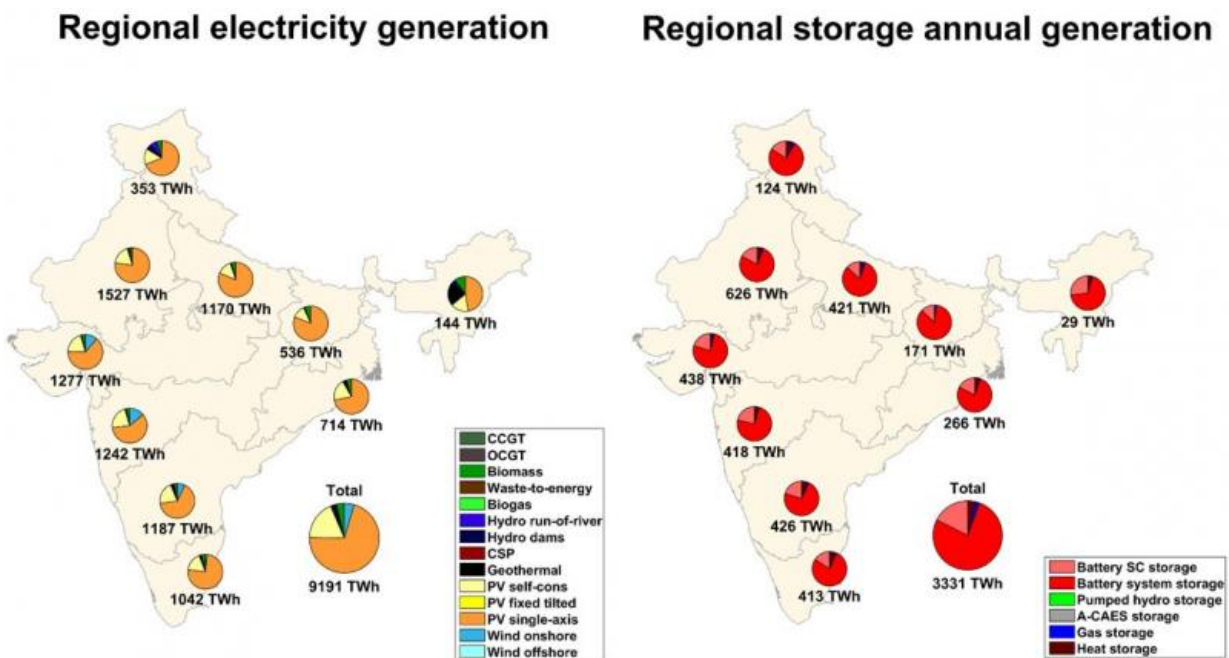 Regional electricity generation
353 TWh
1527 TWh
1170 TWh
144 TWh
536 TWh
1277 TWh
714 TWh
1242 TWh
1187 TWh
Total
9191 TWh
1042 TWh
CCGT
OCGT
Biomass
Waste-to-energy
Biogas
Hydro run-of-river
Hydro dams
CSP
Geothermal
PV self-cons
PV fixed tilted
PV single-axis
Wind onshore
Wind offshore
Regional storage annual generation
124 TWh
626 TWh
421 TWh
29 TWh
171 TWh
438 TWh
266 TWh
418 TWh
426 TWh
Total
3331 TWh
413 TWh
Battery SC storage
Battery system storage
Pumped hydro storage
A-CAES storage
Gas storage
Heat storage